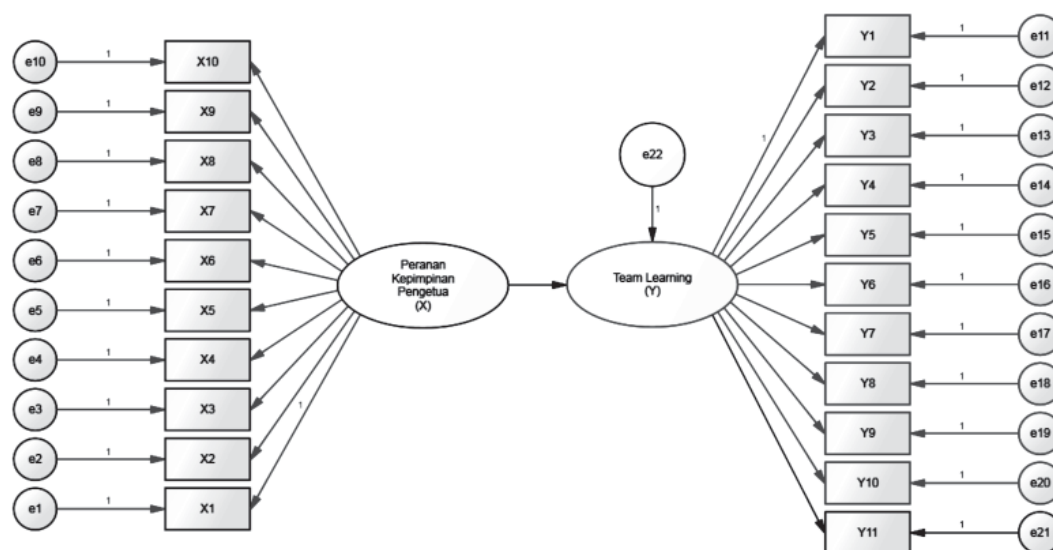 Y1 1 e11
e10 1 X10
Y2 1 e12
e9 1 X9
Y3 1 e13
1
e22
e8 1 X8
Y4 1 e14
e7 1 X7
1
Y5 1 e15
e6 1 X6
Peranan
Kepimpinan
Pengetua
(X)
Team Learning
(Y)
Y6 1 e16
e5 1 X5
Y7 1 e17
e4 1 X4
Y8 1 e18
e3 1 X3
1
Y9 1 e19
e2 1 X2
Y10 1 e20
e1 1 X1
Y11 1 e21